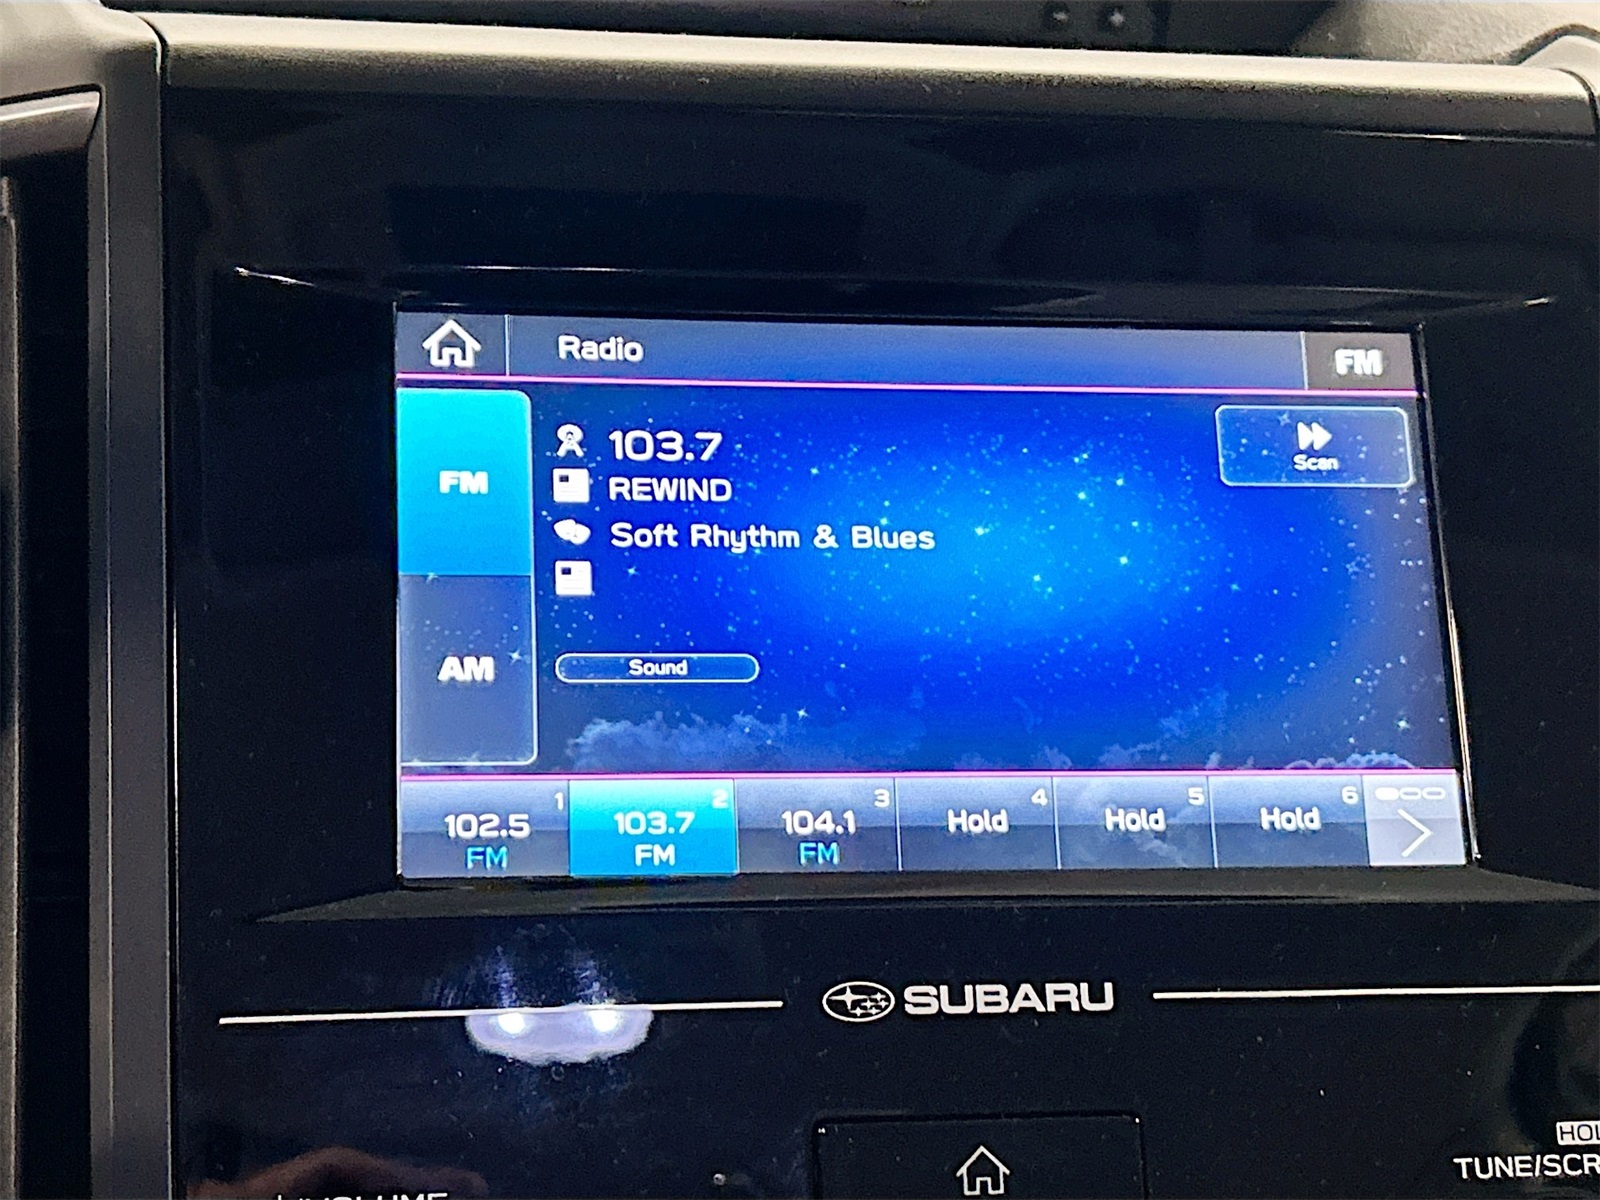 Radio
FM
FM
103.7
Scan
REWIND
Soft Rhythm & Blues
AM
Sound
1
102.5
FM
2
103.7
FM
3
104.1
FM
4
Hold
5
Hold
6
Hold
SUBARU